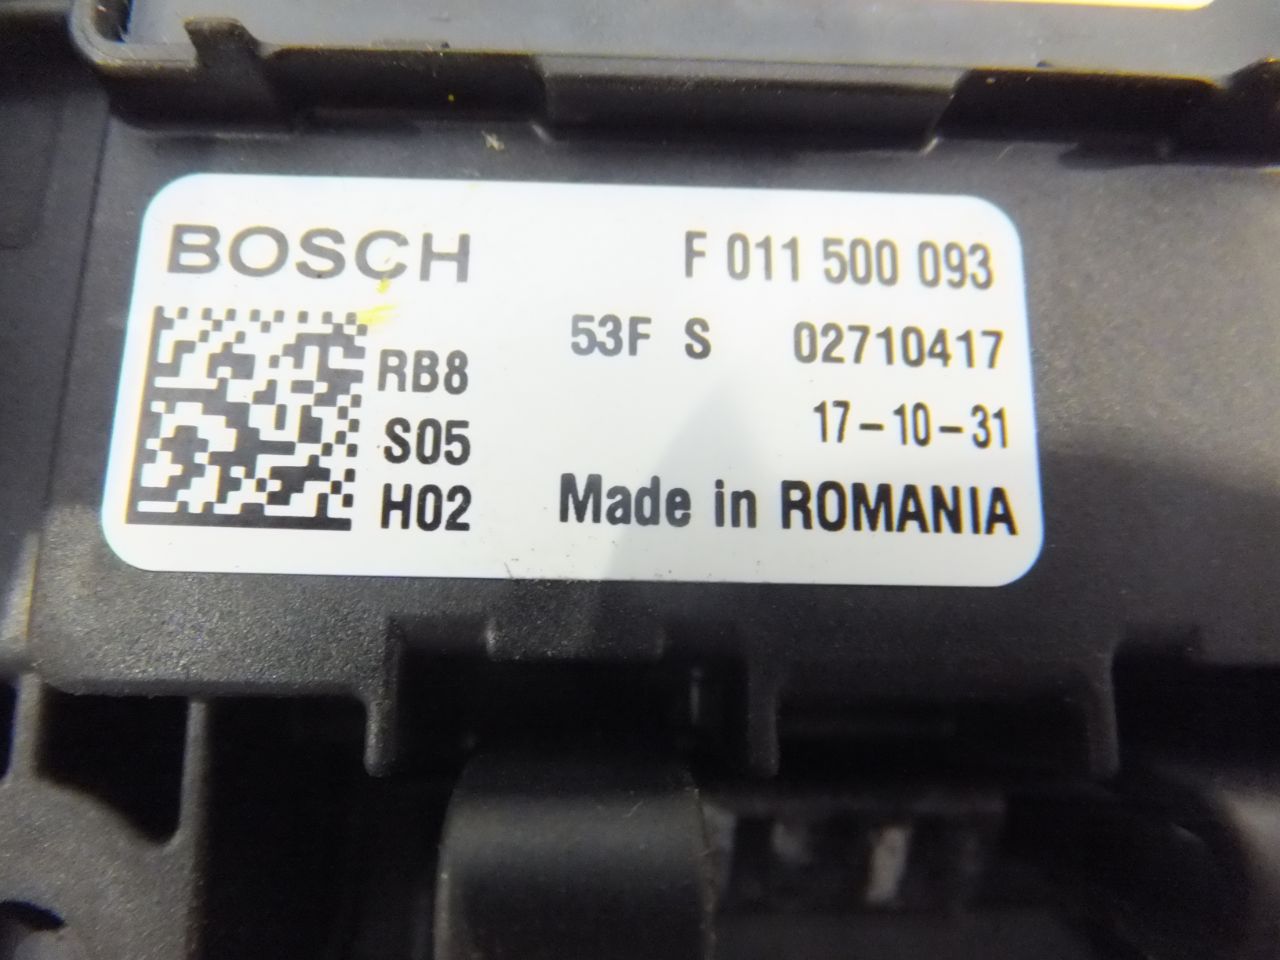 BOSCH F 011 500 093
53F S 02710417
RB8
17-10-31
S05
H02 Made in ROMANIA